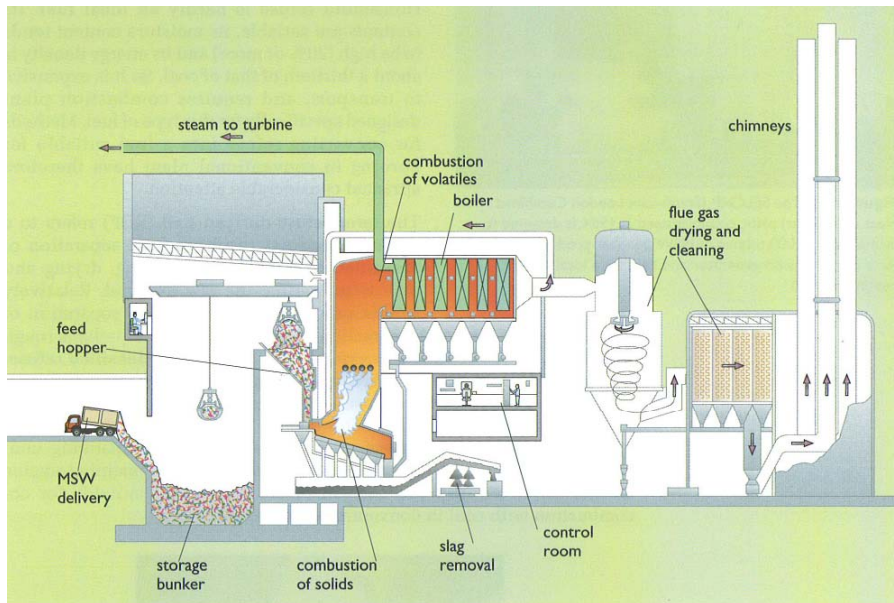 steam to turbine
chimneys
combustion
of volatiles
boiler
flue gas
drying and
cleaning
feed
hopper
MSW
delivery
storage
bunker
combustion
of solids
slag
removal
control
room